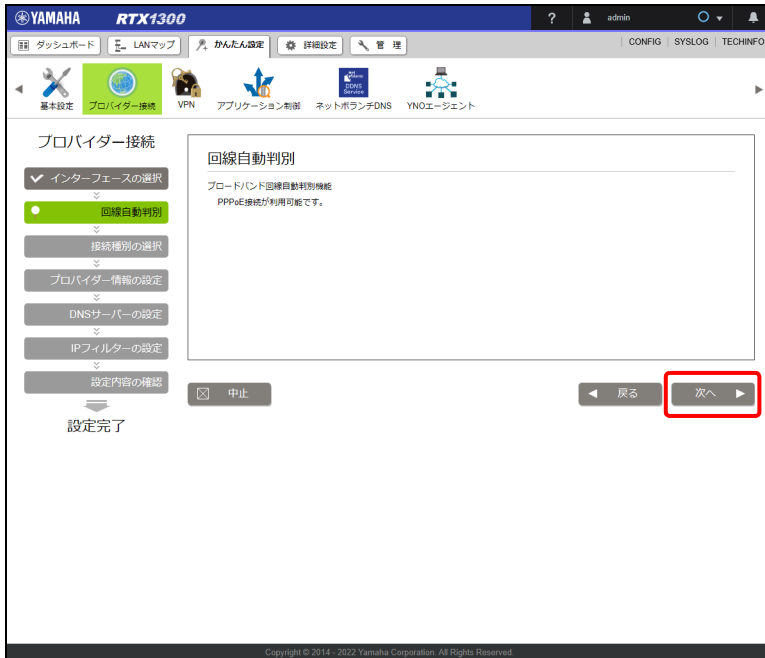 YAMAHA RTX1300 ? admin
ダッシュボード LANマップ かんたん設定 詳細設定 管 理 CONFIG SYSLOG TECHINFO
基本設定 プロバイダー接続 VPN アプリケーション制御 ネットボランチDNS YNOエージェント
DDNS
Service
プロバイダー接続
インターフェースの選択
回線自動判別
接続種別の選択
プロバイダー情報の設定
DNSサーバーの設定
IPフィルターの設定
設定内容の確認
設定完了
回線自動判別
ブロードバンド回線自動判別機能
PPPoE接続が利用可能です。
中止 戻る 次へ
Copyright © 2014 - 2022 Yamaha Corporation. All Rights Reserved.